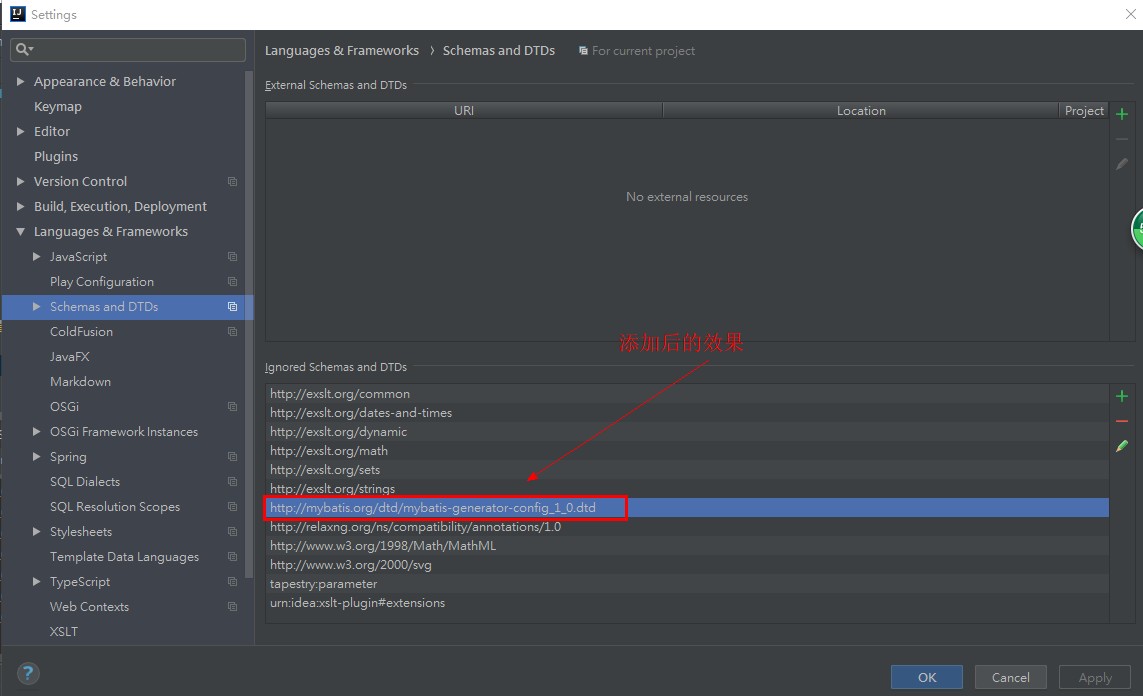 Settings
Languages & Frameworks › Schemas and DTDs For current project
Appearance & Behavior
Keymap
Editor
Plugins
Version Control
Build, Execution, Deployment
Languages & Frameworks
JavaScript
Play Configuration
Schemas and DTDs
ColdFusion
JavaFX
Markdown
OSGi
OSGi Framework Instances
Spring
SQL Dialects
SQL Resolution Scopes
Stylesheets
Template Data Languages
TypeScript
Web Contexts
XSLT
External Schemas and DTDs
URI Location Project
No external resources
添加后的效果
Ignored Schemas and DTDs
http://exslt.org/common
http://exslt.org/dates-and-times
http://exslt.org/dynamic
http://exslt.org/math
http://exslt.org/sets
http://exslt.org/strings
http://mybatis.org/dtd/mybatis-generator-config_1_0.dtd
http://relaxng.org/ns/compatibility/annotations/1.0
http://www.w3.org/1998/Math/MathML
http://www.w3.org/2000/svg
tapestry:parameter
urn:idea:xslt-plugin#extensions
?
OK Cancel Apply